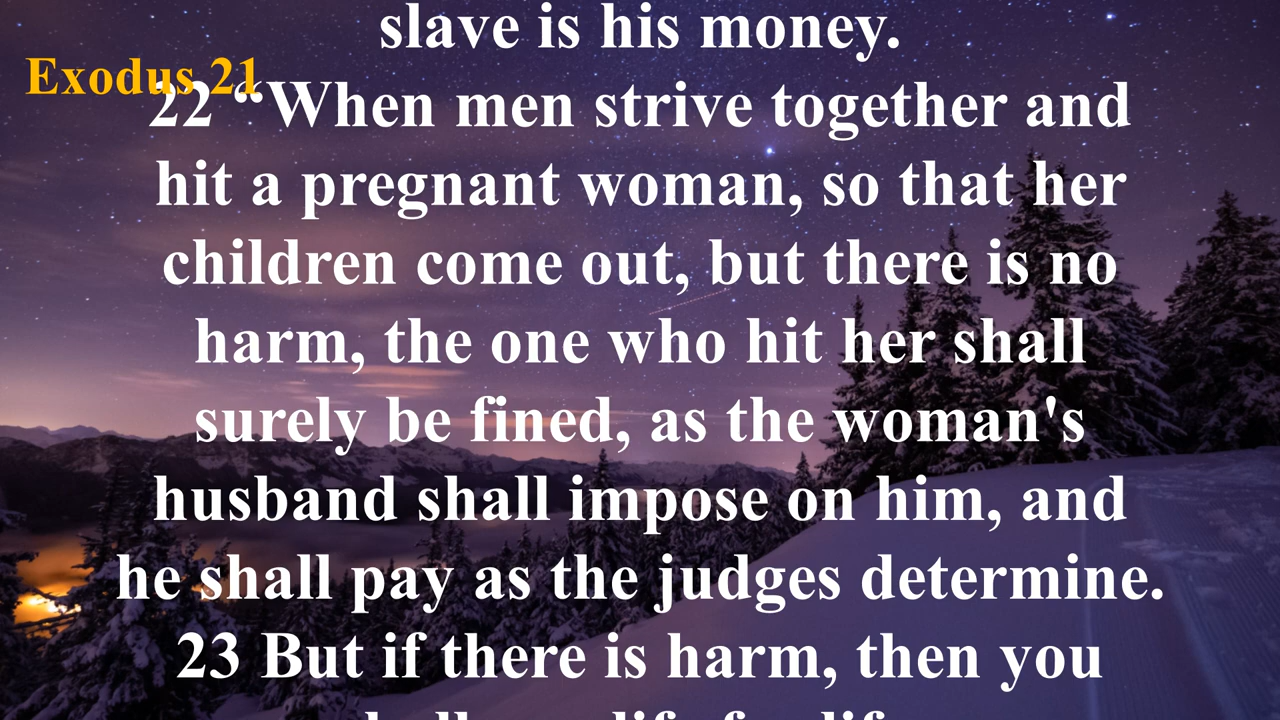 slave is his money.
Exodus 21
22 “When men strive together and
hit a pregnant woman, so that her
children come out, but there is no
harm, the one who hit her shall
surely be fined, as the woman's
husband shall impose on him, and
he shall pay as the judges determine.
23 But if there is harm, then you